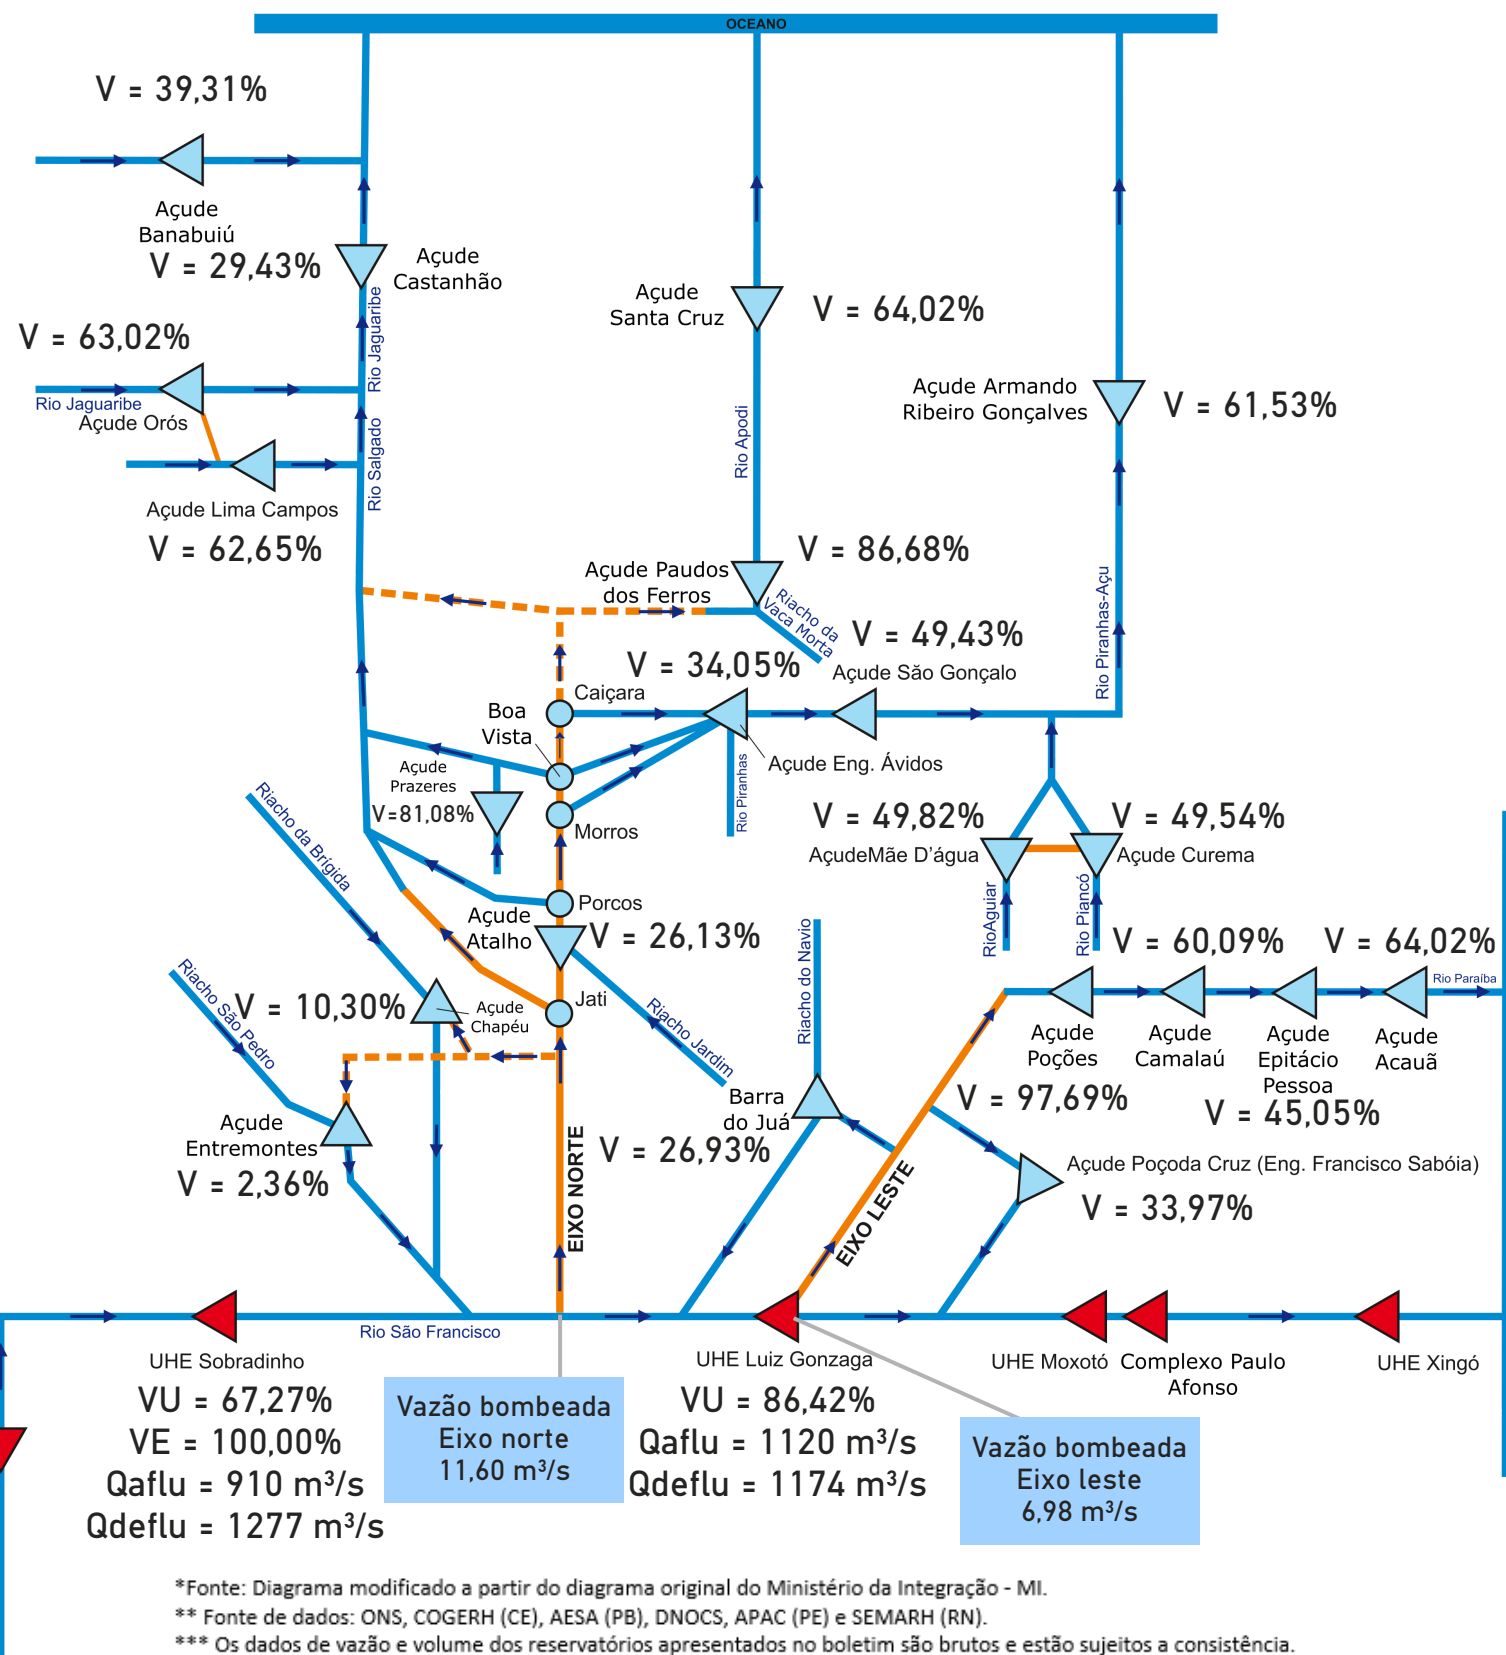 OCEANO
V = 39,31%
Açude
Banabuiú
V = 29,43%
Açude
Castanhão
Rio Jaguaribe
Açude
Santa Cruz
V = 64,02%
V = 63,02%
Rio Jaguaribe
Açude Orós
Rio Salgado
Açude Armando
Ribeiro Gonçalves
V = 61,53%
Rio Apodi
Açude Lima Campos
V = 62,65%
V = 86,68%
Açude Paudos
dos Ferros
Riacho da
Vaca Morta
Rio Piranhas-Açu
V = 49,43%
Açude São Gonçalo
V = 34,05%
Caiçara
Boa
Vista
Açude Eng. Ávidos
Rio Piranhas
Açude
Prazeres
V=81,08%
Morros
Riacho da Brígida
V = 49,82%
AçudeMãe D'água
V = 49,54%
Açude Curema
RioAguiar
Rio Piancó
Porcos
Açude
Atalho
V = 26,13%
Riacho do Navio
V = 60,09%
V = 64,02%
Rio Paraíba
Riacho São Pedro
V = 10,30%
Açude
Chapéu
Jati
Riacho Jardim
Açude
Poções
Açude
Camalaú
Açude
Epitácio
Pessoa
Açude
Acauã
V = 97,69%
V = 45,05%
Barra
do Juá
V = 26,93%
Açude
Entremontes
V = 2,36%
EIXO NORTE
EIXO LESTE
Açude Poçoda Cruz (Eng. Francisco Sabóia)
V = 33,97%
Rio São Francisco
UHE Sobradinho
VU = 67,27%
VE = 100,00%
Qaflu = 910 m³/s
Qdeflu = 1277 m³/s
Vazão bombeada
Eixo norte
11,60 m³/s
UHE Luiz Gonzaga
VU = 86,42%
Qaflu = 1120 m³/s
Qdeflu = 1174 m³/s
Vazão bombeada
Eixo leste
6,98 m³/s
UHE Moxotó
Complexo Paulo
Afonso
UHE Xingó
*Fonte: Diagrama modificado a partir do diagrama original do Ministério da Integração - MI.
** Fonte de dados: ONS, COGERH (CE), AESA (PB), DNOCS, APAC (PE) e SEMARH (RN).
*** Os dados de vazão e volume dos reservatórios apresentados no boletim são brutos e estão sujeitos a consistência.